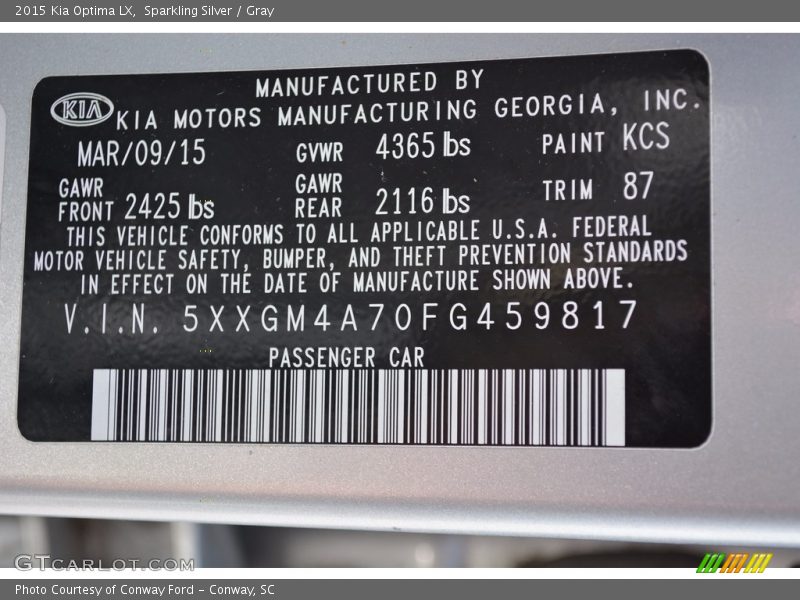 2015 Kia Optima LX, Sparkling Silver / Gray
MANUFACTURED BY
KIA KIA MOTORS MANUFACTURING GEORGIA, INC.
MAR/09/15 GVWR 4365 lbs PAINT KCS
GAWR FRONT 2425 lbs GAWR REAR 2116 lbs TRIM 87
THIS VEHICLE CONFORMS TO ALL APPLICABLE U.S.A. FEDERAL
MOTOR VEHICLE SAFETY, BUMPER, AND THEFT PREVENTION STANDARDS
IN EFFECT ON THE DATE OF MANUFACTURE SHOWN ABOVE.
V.I.N. 5XXGM4A70FG459817
PASSENGER CAR
GTCARLOT.COM
Photo Courtesy of Conway Ford - Conway, SC